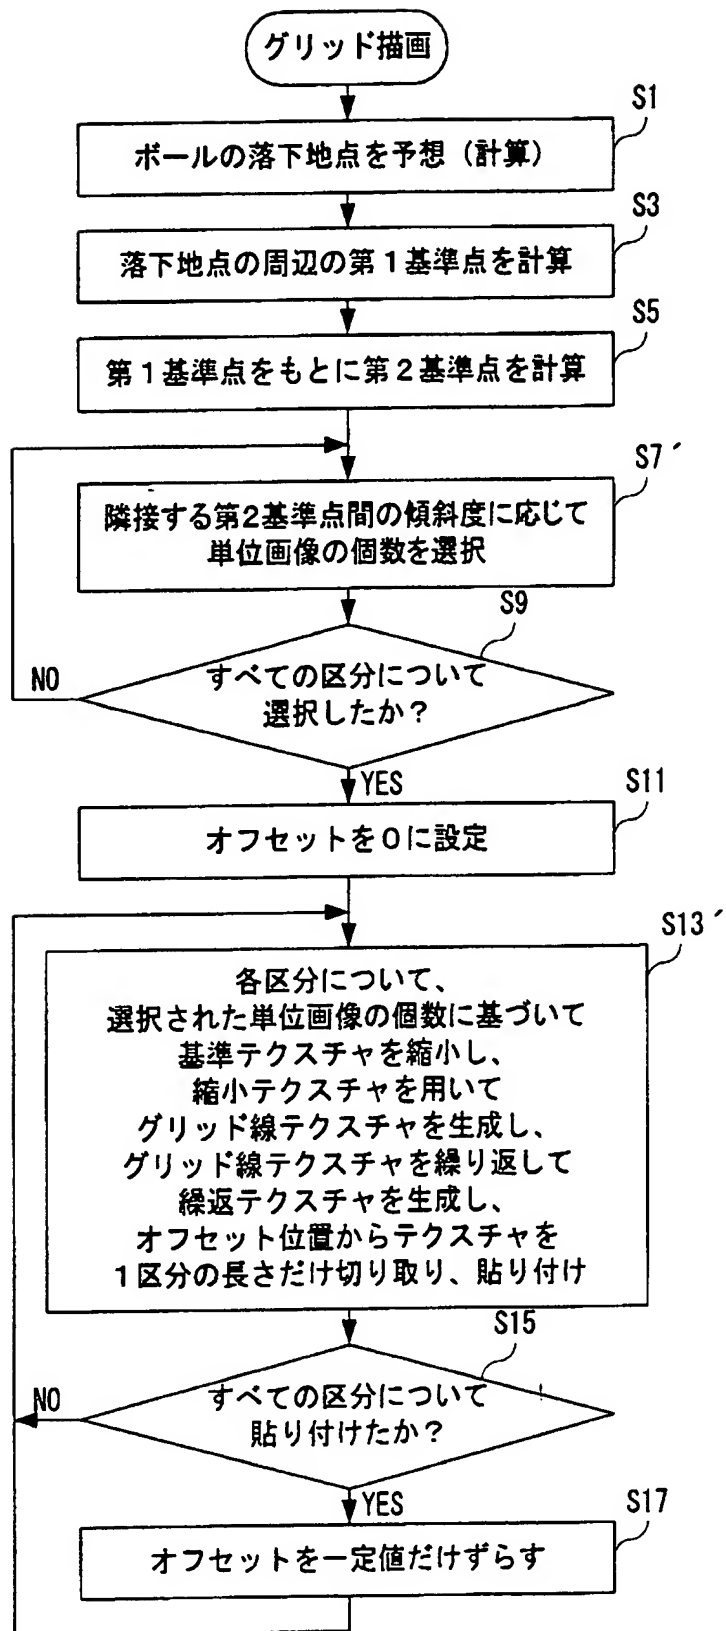 グリッド描画
S1
ボールの落下地点を予想（計算）
S3
落下地点の周辺の第１基準点を計算
S5
第１基準点をもとに第２基準点を計算
S7´
隣接する第2基準点間の傾斜度に応じて
単位画像の個数を選択
S9
すべての区分について
選択したか？
NO
YES
S11
オフセットを０に設定
S13´
各区分について、
選択された単位画像の個数に基づいて
基準テクスチャを縮小し、
縮小テクスチャを用いて
グリッド線テクスチャを生成し、
グリッド線テクスチャを繰り返して
繰返テクスチャを生成し、
オフセット位置からテクスチャを
１区分の長さだけ切り取り、貼り付け
S15
すべての区分について
貼り付けたか？
NO
YES
S17
オフセットを一定値だけずらす